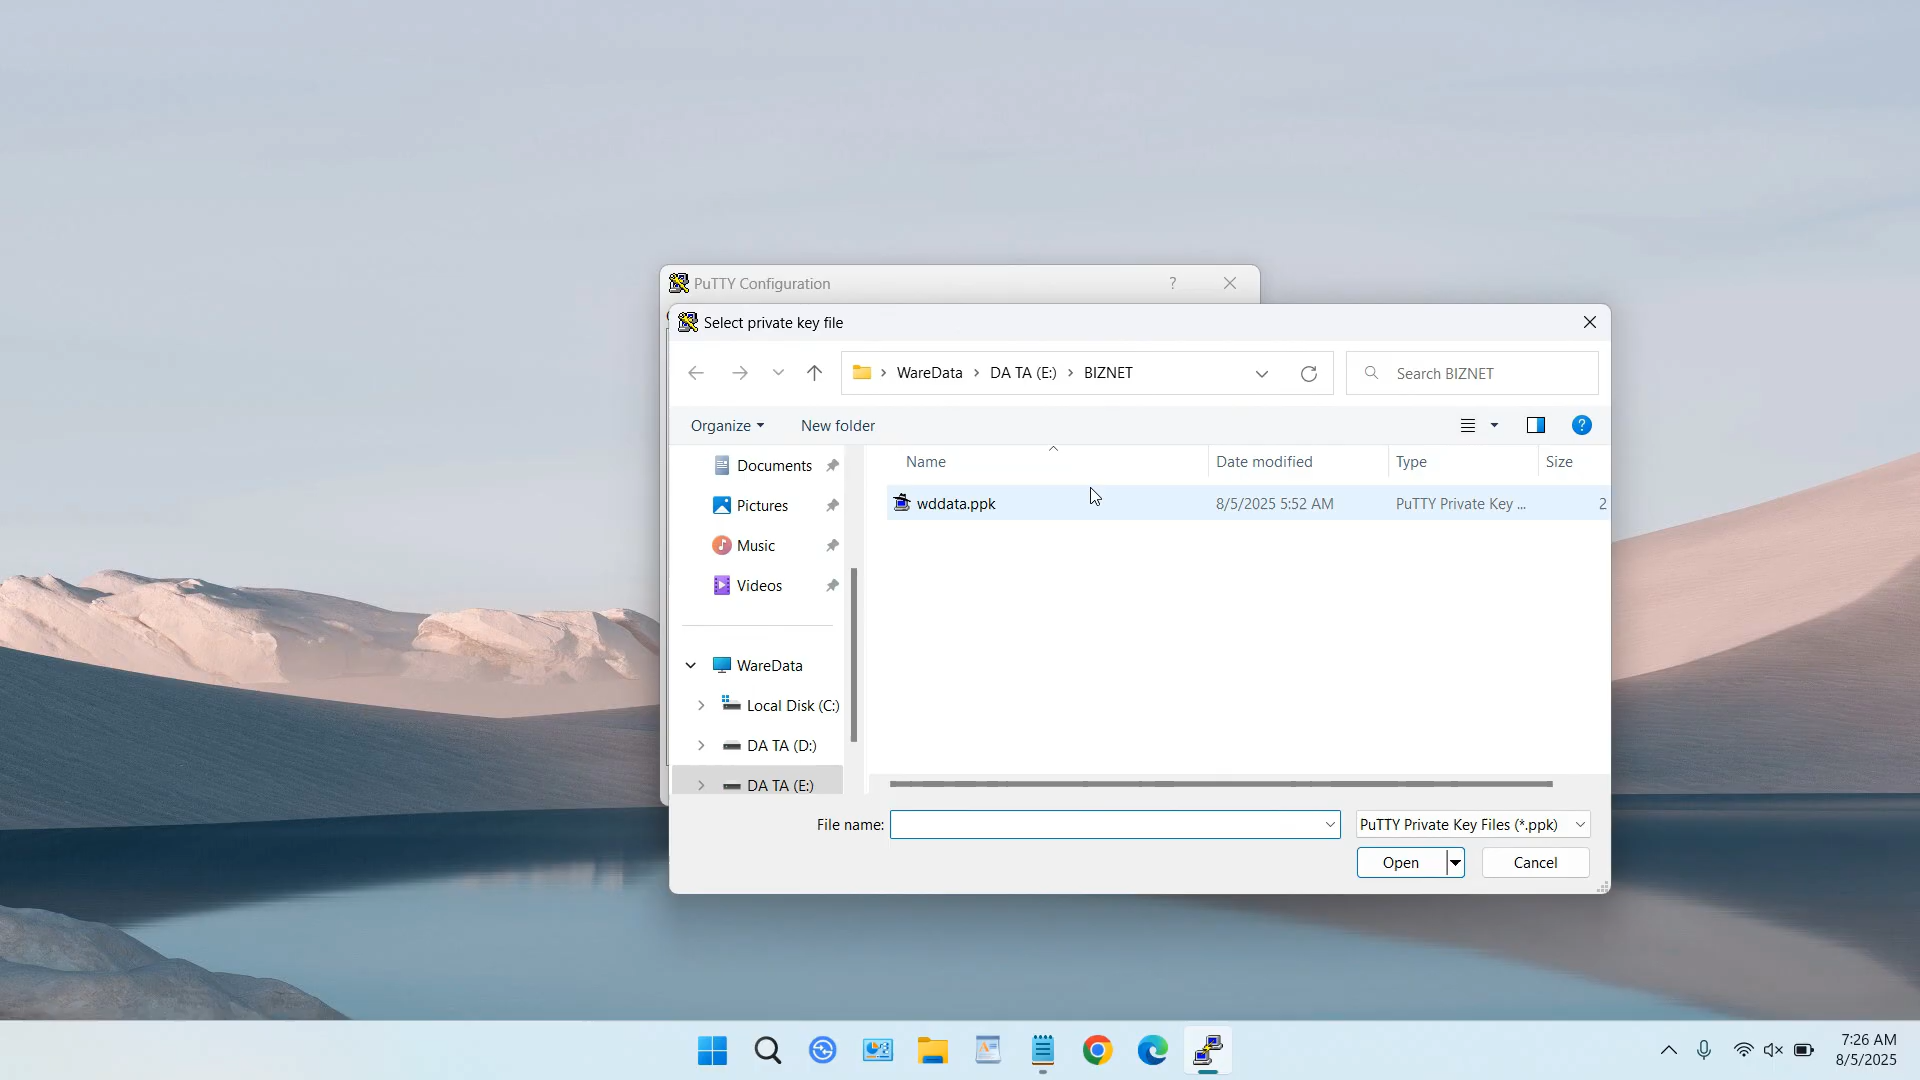 PuTTY Configuration
?
Select private key file
WareData
DA TA (E:)
BIZNET
Search BIZNET
Organize
New folder
?
Name
Date modified
Type
Size
wddata.ppk
8/5/2025 5:52 AM
PuTTY Private Key ...
2
Documents
Pictures
Music
Videos
WareData
Local Disk (C:)
DA TA (D:)
DA TA (E:)
File name:
PuTTY Private Key Files (*.ppk)
Open
Cancel
7:26 AM
8/5/2025